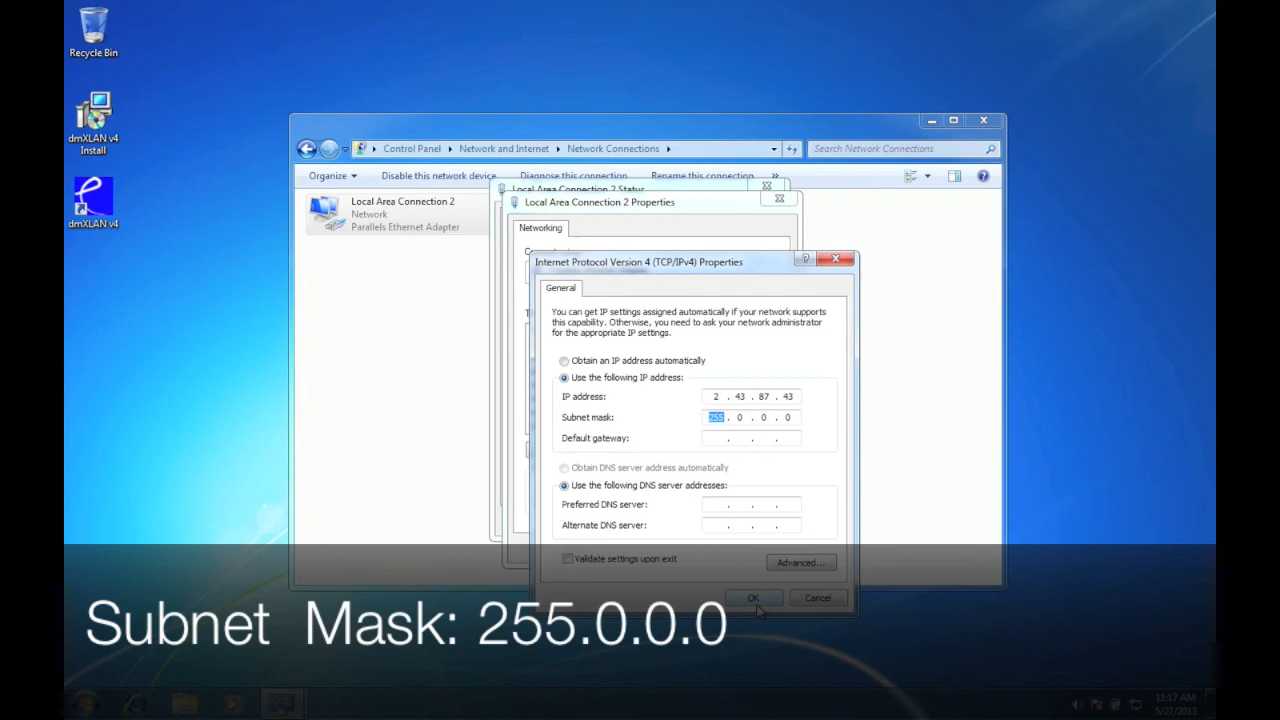 Recycle Bin
dmXLAN v4
Install
dmXLAN v4
Control Panel
Network and Internet
Network Connections
Search Network Connections
Organize
Disable this network device
Diagnose this connection
Rename this connection
»
Local Area Connection 2
Network
Parallels Ethernet Adapter
Local Area Connection 2 Status
Local Area Connection 2 Properties
Networking
Internet Protocol Version 4 (TCP/IPv4) Properties
General
You can get IP settings assigned automatically if your network supports
this capability. Otherwise, you need to ask your network administrator
for the appropriate IP settings.
Obtain an IP address automatically
Use the following IP address:
IP address: 2 . 43 . 87 . 43
Subnet mask: 255 . 0 . 0 . 0
Default gateway: . . .
Obtain DNS server address automatically
Use the following DNS server addresses:
Preferred DNS server: . . .
Alternate DNS server: . . .
Validate settings upon exit
Advanced...
OK
Cancel
Subnet Mask: 255.0.0.0
11:17 AM
5/27/2013